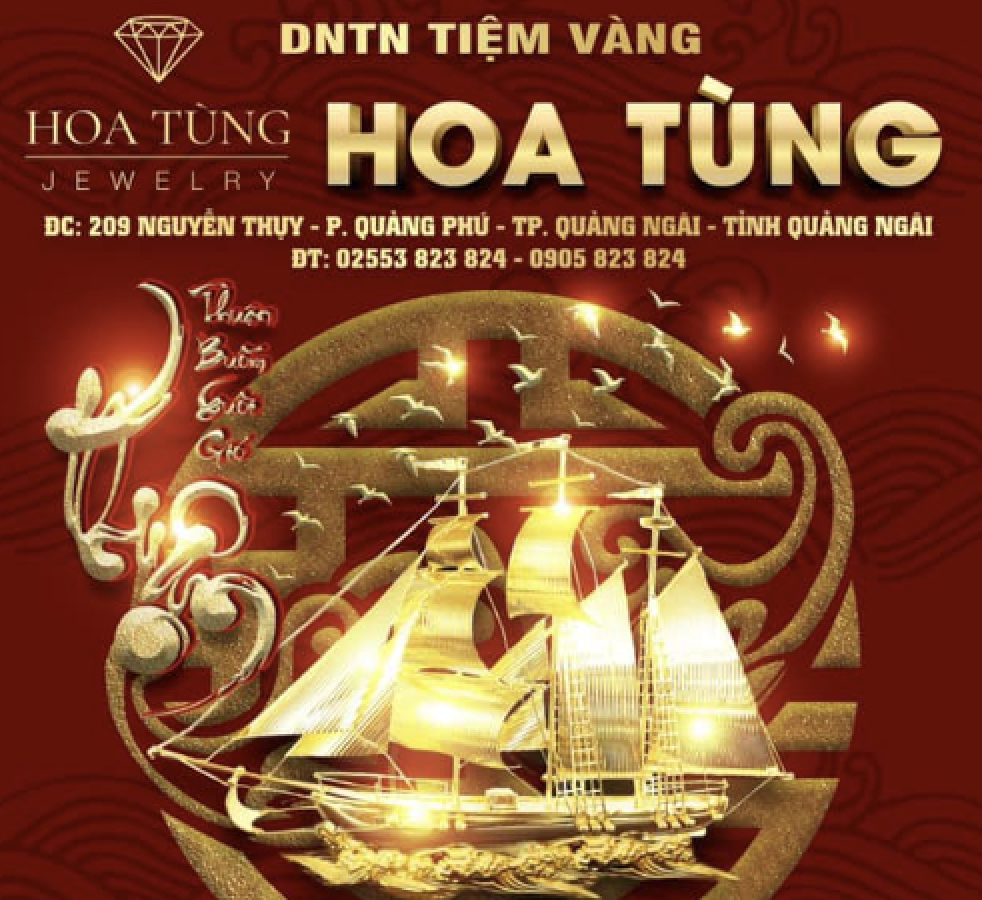 DNTN TIỆM VÀNG
HOA TÙNG
JEWELRY
HOA TÙNG
ĐC: 209 NGUYỄN THỤY - P. QUẢNG PHÚ - TP. QUẢNG NGÃI - TỈNH QUẢNG NGÃI
ĐT: 02553 823 824 - 0905 823 824
Thuận
Buồm
Xuôi
Gió